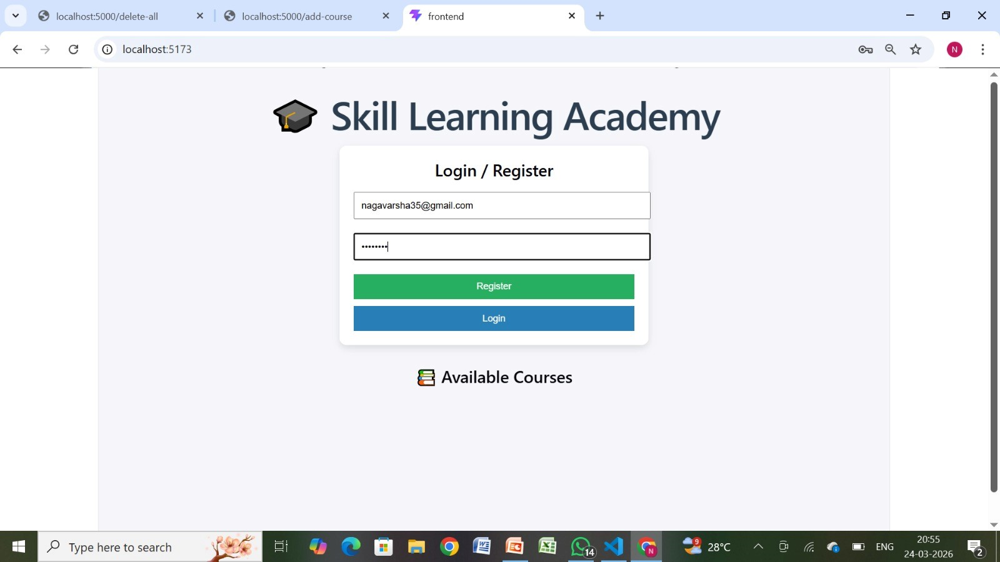 localhost:5000/delete-all
localhost:5000/add-course
frontend
localhost:5173
N
Skill Learning Academy
Login / Register
nagavarsha35@gmail.com
••••••••
Register
Login
Available Courses
Type here to search
14
N
9
28°C
ENG
20:55
24-03-2026
2